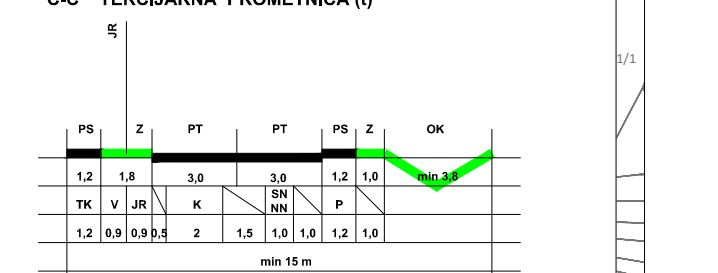 C-C TERCIJARNA PROMETNICA (t)
JR
1/1
PS Z PT PT PS Z OK
1,2 1,8 3,0 3,0 1,2 1,0 min 3,8
TK V JR K SN NN P
1,2 0,9 0,9 0,5 2 1,5 1,0 1,0 1,2 1,0
min 15 m